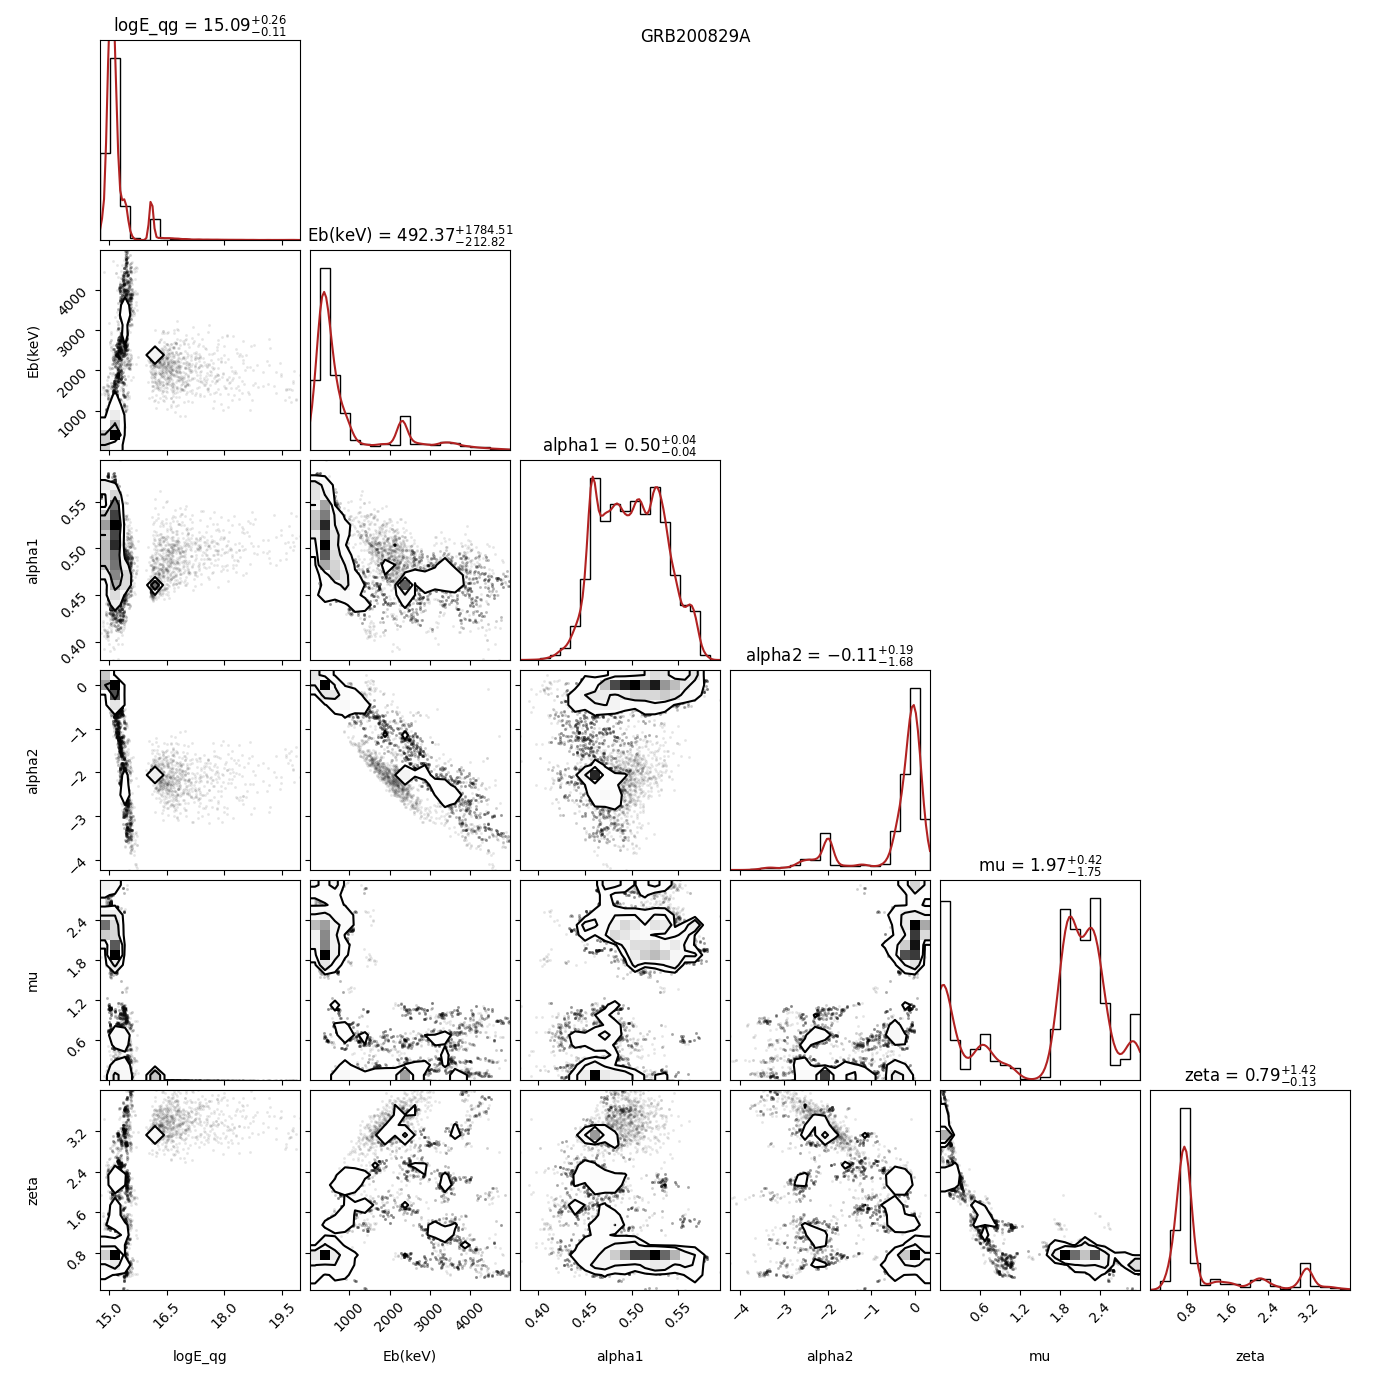 logE_qg = 15.09+0.26−0.11
GRB200829A
Eb(keV) = 492.37+1784.51−212.82
4000
3000
2000
1000
Eb(keV)
alpha1 = 0.50+0.04−0.04
0.55
0.50
0.45
0.40
alpha1
alpha2 = −0.11+0.19−1.68
0
−1
−2
−3
−4
alpha2
mu = 1.97+0.42−1.75
2.4
1.8
1.2
0.6
mu
zeta = 0.79+1.42−0.13
3.2
2.4
1.6
0.8
zeta
15.0 16.5 18.0 19.5
1000 2000 3000 4000
0.40 0.45 0.50 0.55
−4 −3 −2 −1 0
0.6 1.2 1.8 2.4
0.8 1.6 2.4 3.2
logE_qg Eb(keV) alpha1 alpha2 mu zeta